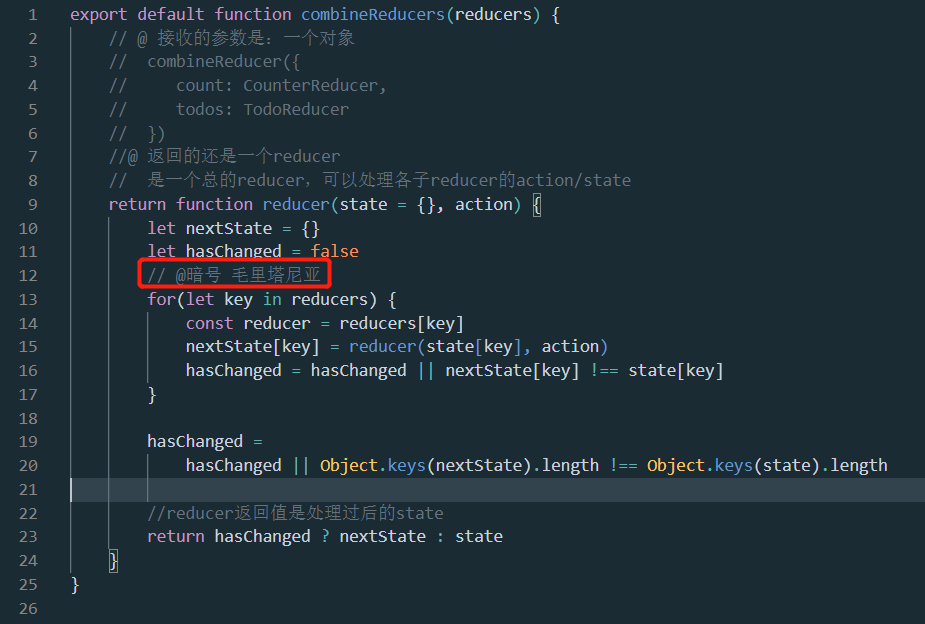 1 export default function combineReducers(reducers) {
2 // @ 接收的参数是：一个对象
3 // combineReducer({
4 // count: CounterReducer,
5 // todos: TodoReducer
6 // })
7 //@ 返回的还是一个reducer
8 // 是一个总的reducer，可以处理各子reducer的action/state
9 return function reducer(state = {}, action) {
10 let nextState = {}
11 let hasChanged = false
12 // @暗号 毛里塔尼亚
13 for(let key in reducers) {
14 const reducer = reducers[key]
15 nextState[key] = reducer(state[key], action)
16 hasChanged = hasChanged || nextState[key] !== state[key]
17 }
18
19 hasChanged =
20 hasChanged || Object.keys(nextState).length !== Object.keys(state).length
21
22 //reducer返回值是处理过后的state
23 return hasChanged ? nextState : state
24 }
25 }
26